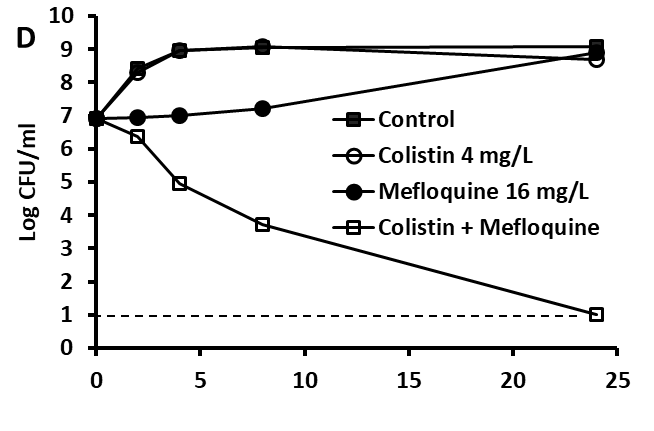 D
10
9
8
7
6
5
4
3
2
1
0
Log CFU/ml
Control
Colistin 4 mg/L
Mefloquine 16 mg/L
Colistin + Mefloquine
0 5 10 15 20 25